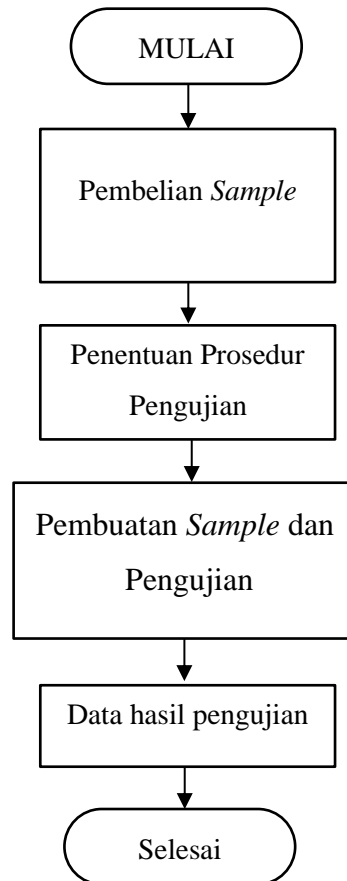 MULAI
Pembelian Sample
Penentuan Prosedur
Pengujian
Pembuatan Sample dan
Pengujian
Data hasil pengujian
Selesai